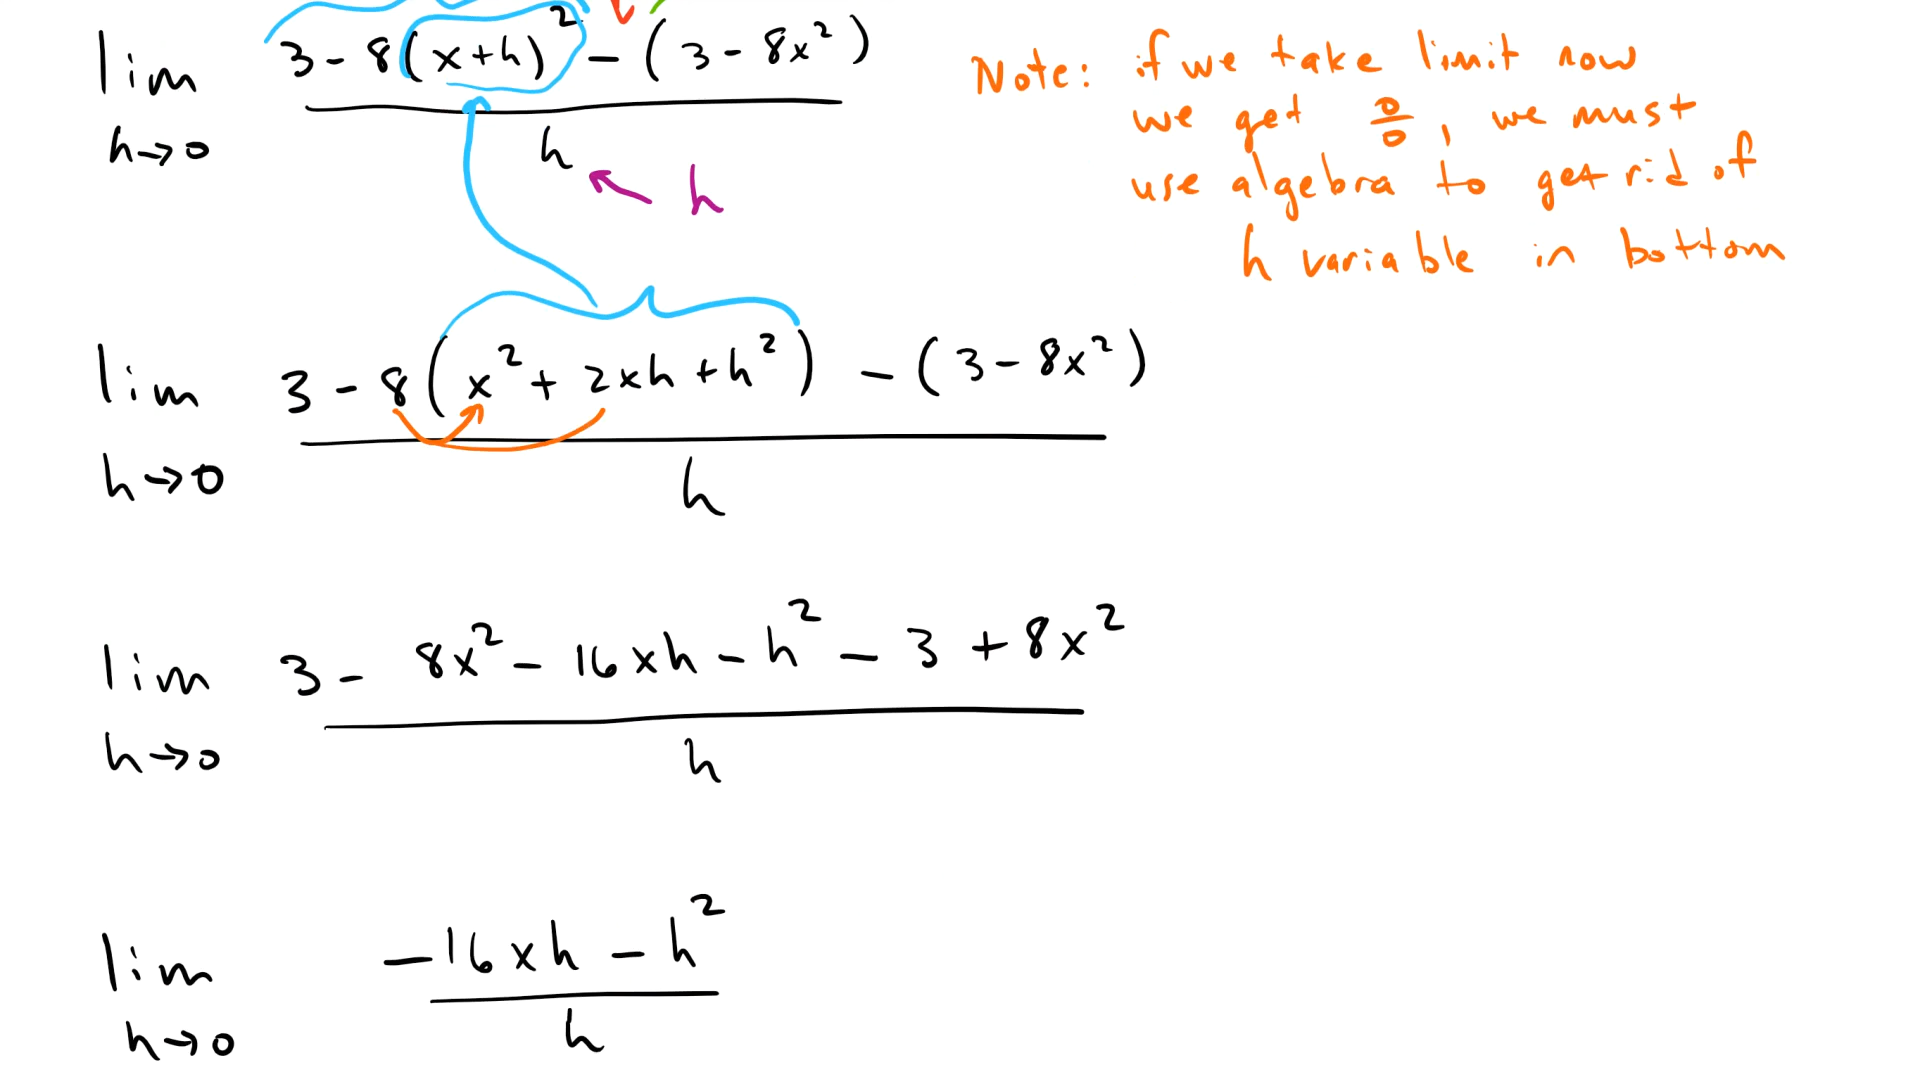 lim h→0 (3 - 8(x+h)² - (3 - 8x²)) / h
h
Note: if we take limit now
we get 0/0, we must
use algebra to get rid of
h variable in bottom
lim h→0 (3 - 8(x² + 2xh + h²) - (3 - 8x²)) / h
lim h→0 (3 - 8x² - 16xh - h² - 3 + 8x²) / h
lim h→0 (-16xh - h²) / h